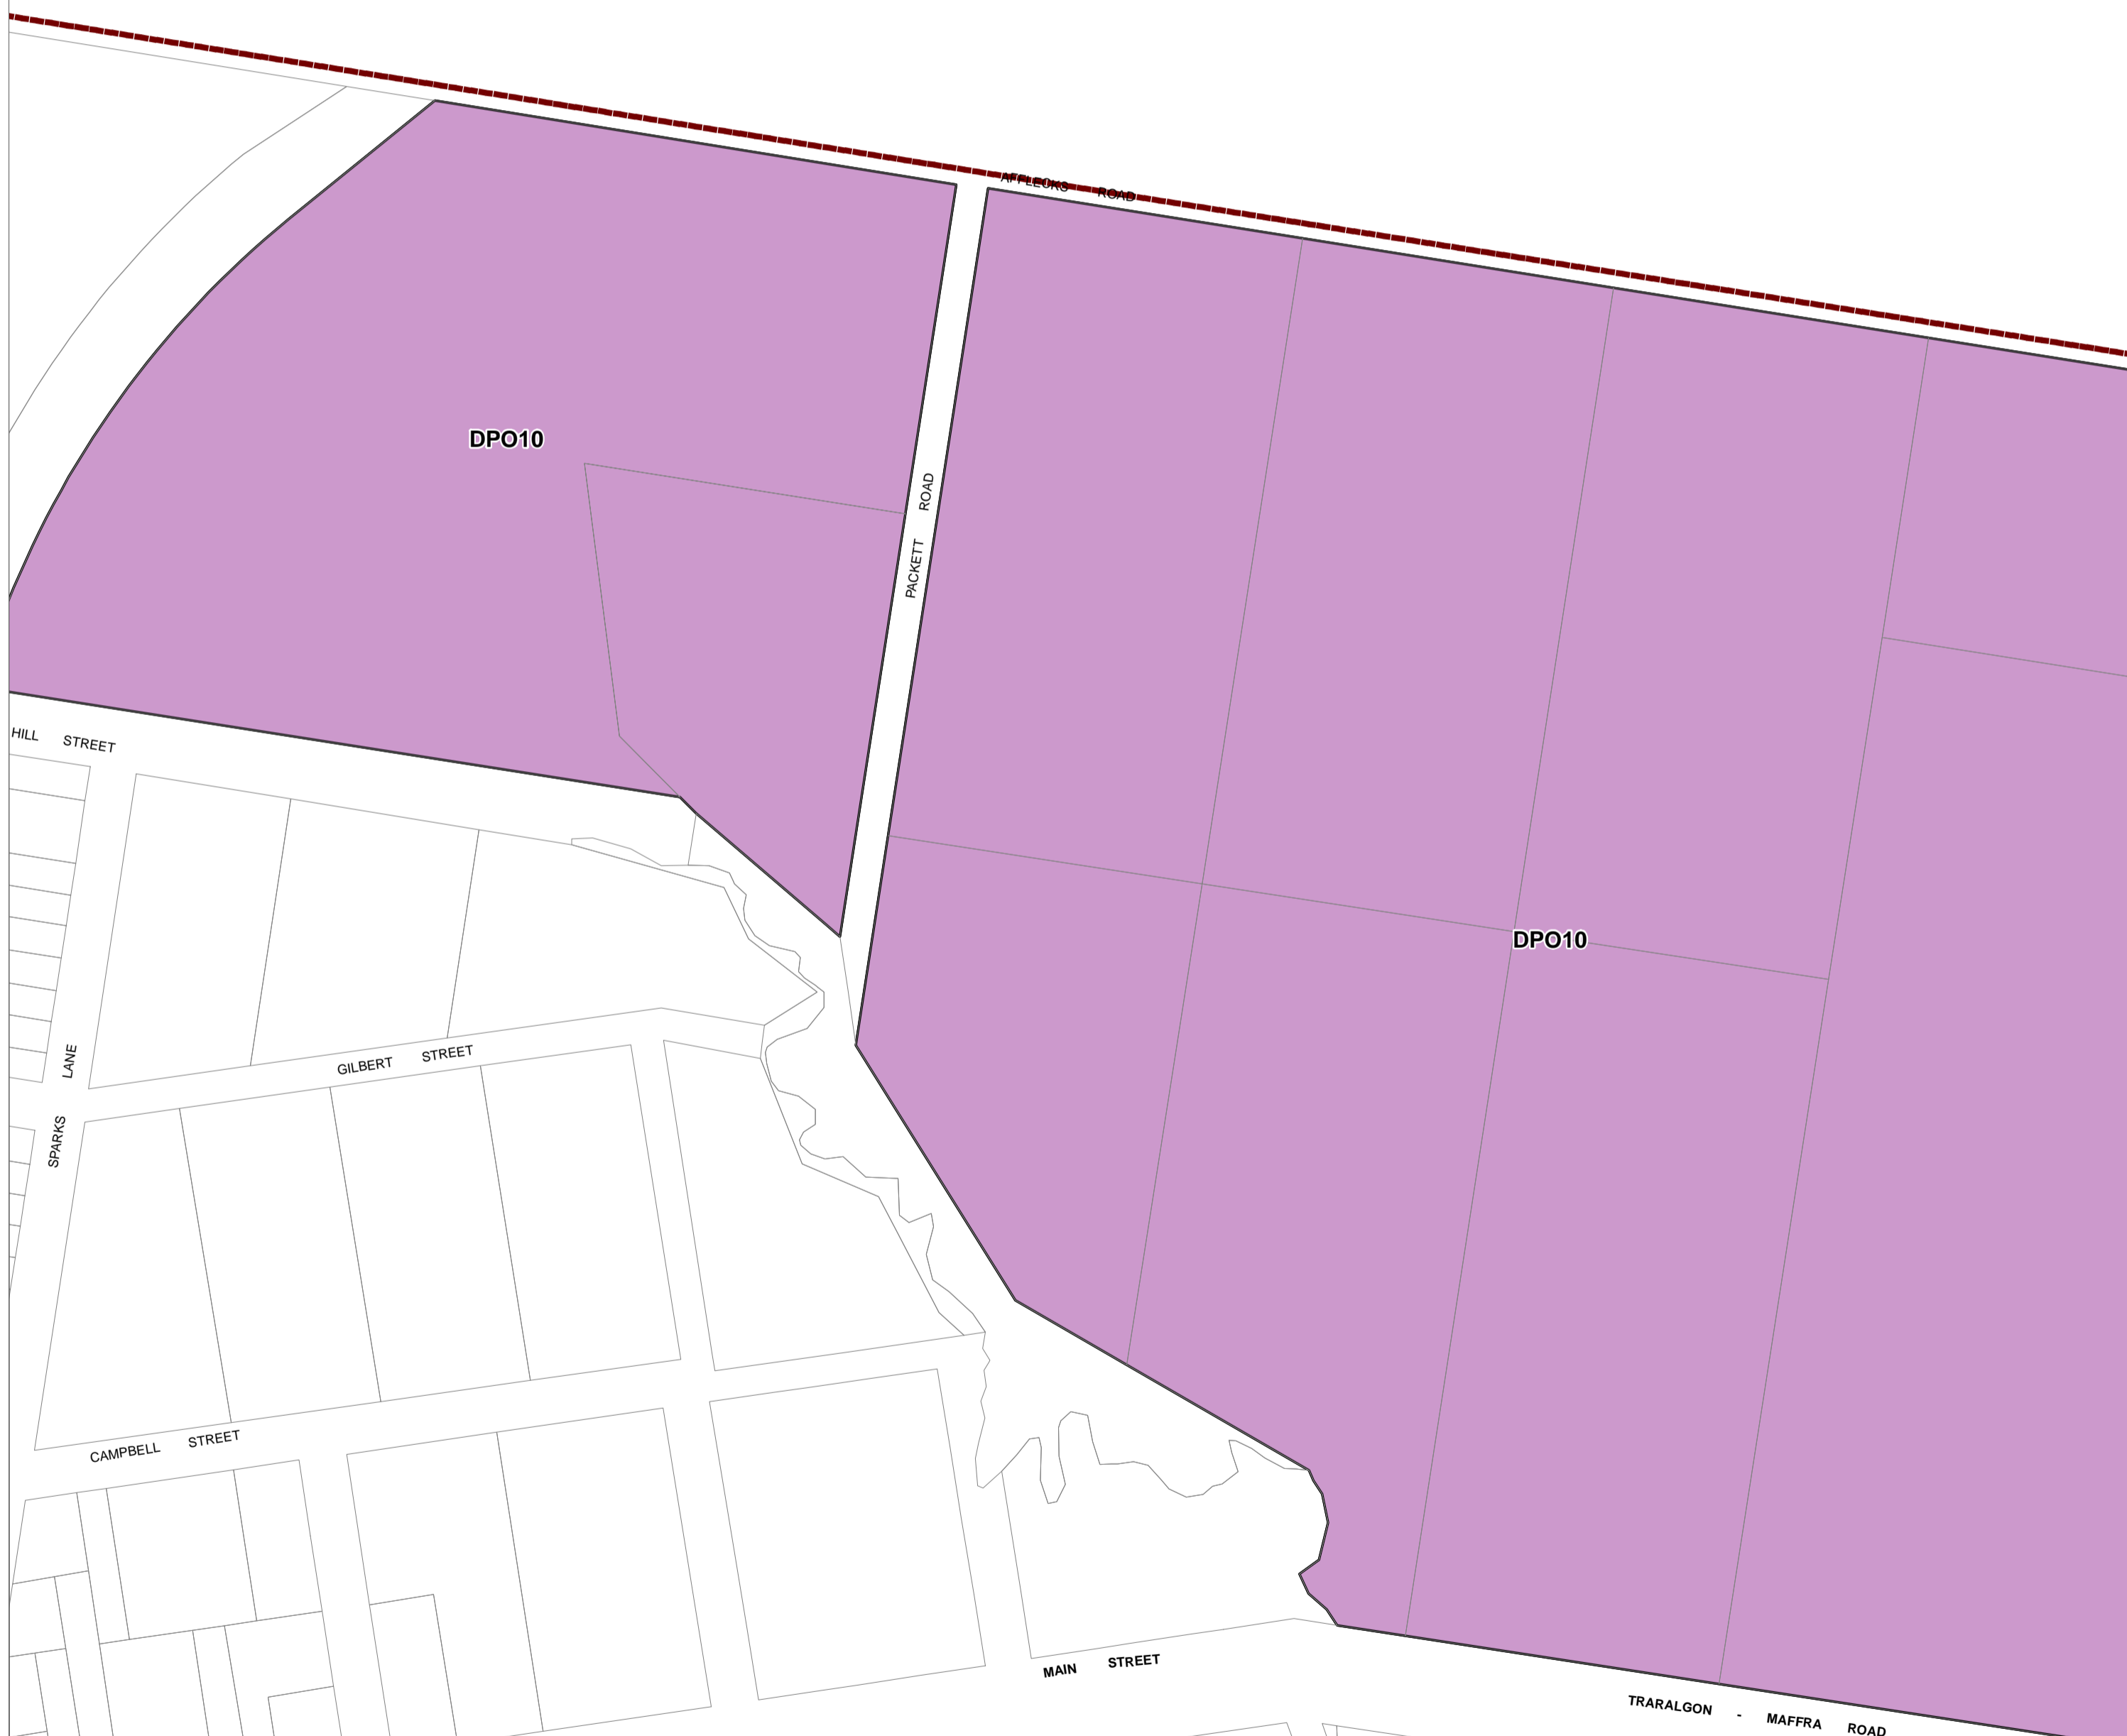 AFFLECKS ROAD
DPO10
PACKETT ROAD
HILL STREET
DPO10
SPARKS LANE
GILBERT STREET
CAMPBELL STREET
MAIN STREET
TRARALGON - MAFFRA ROAD